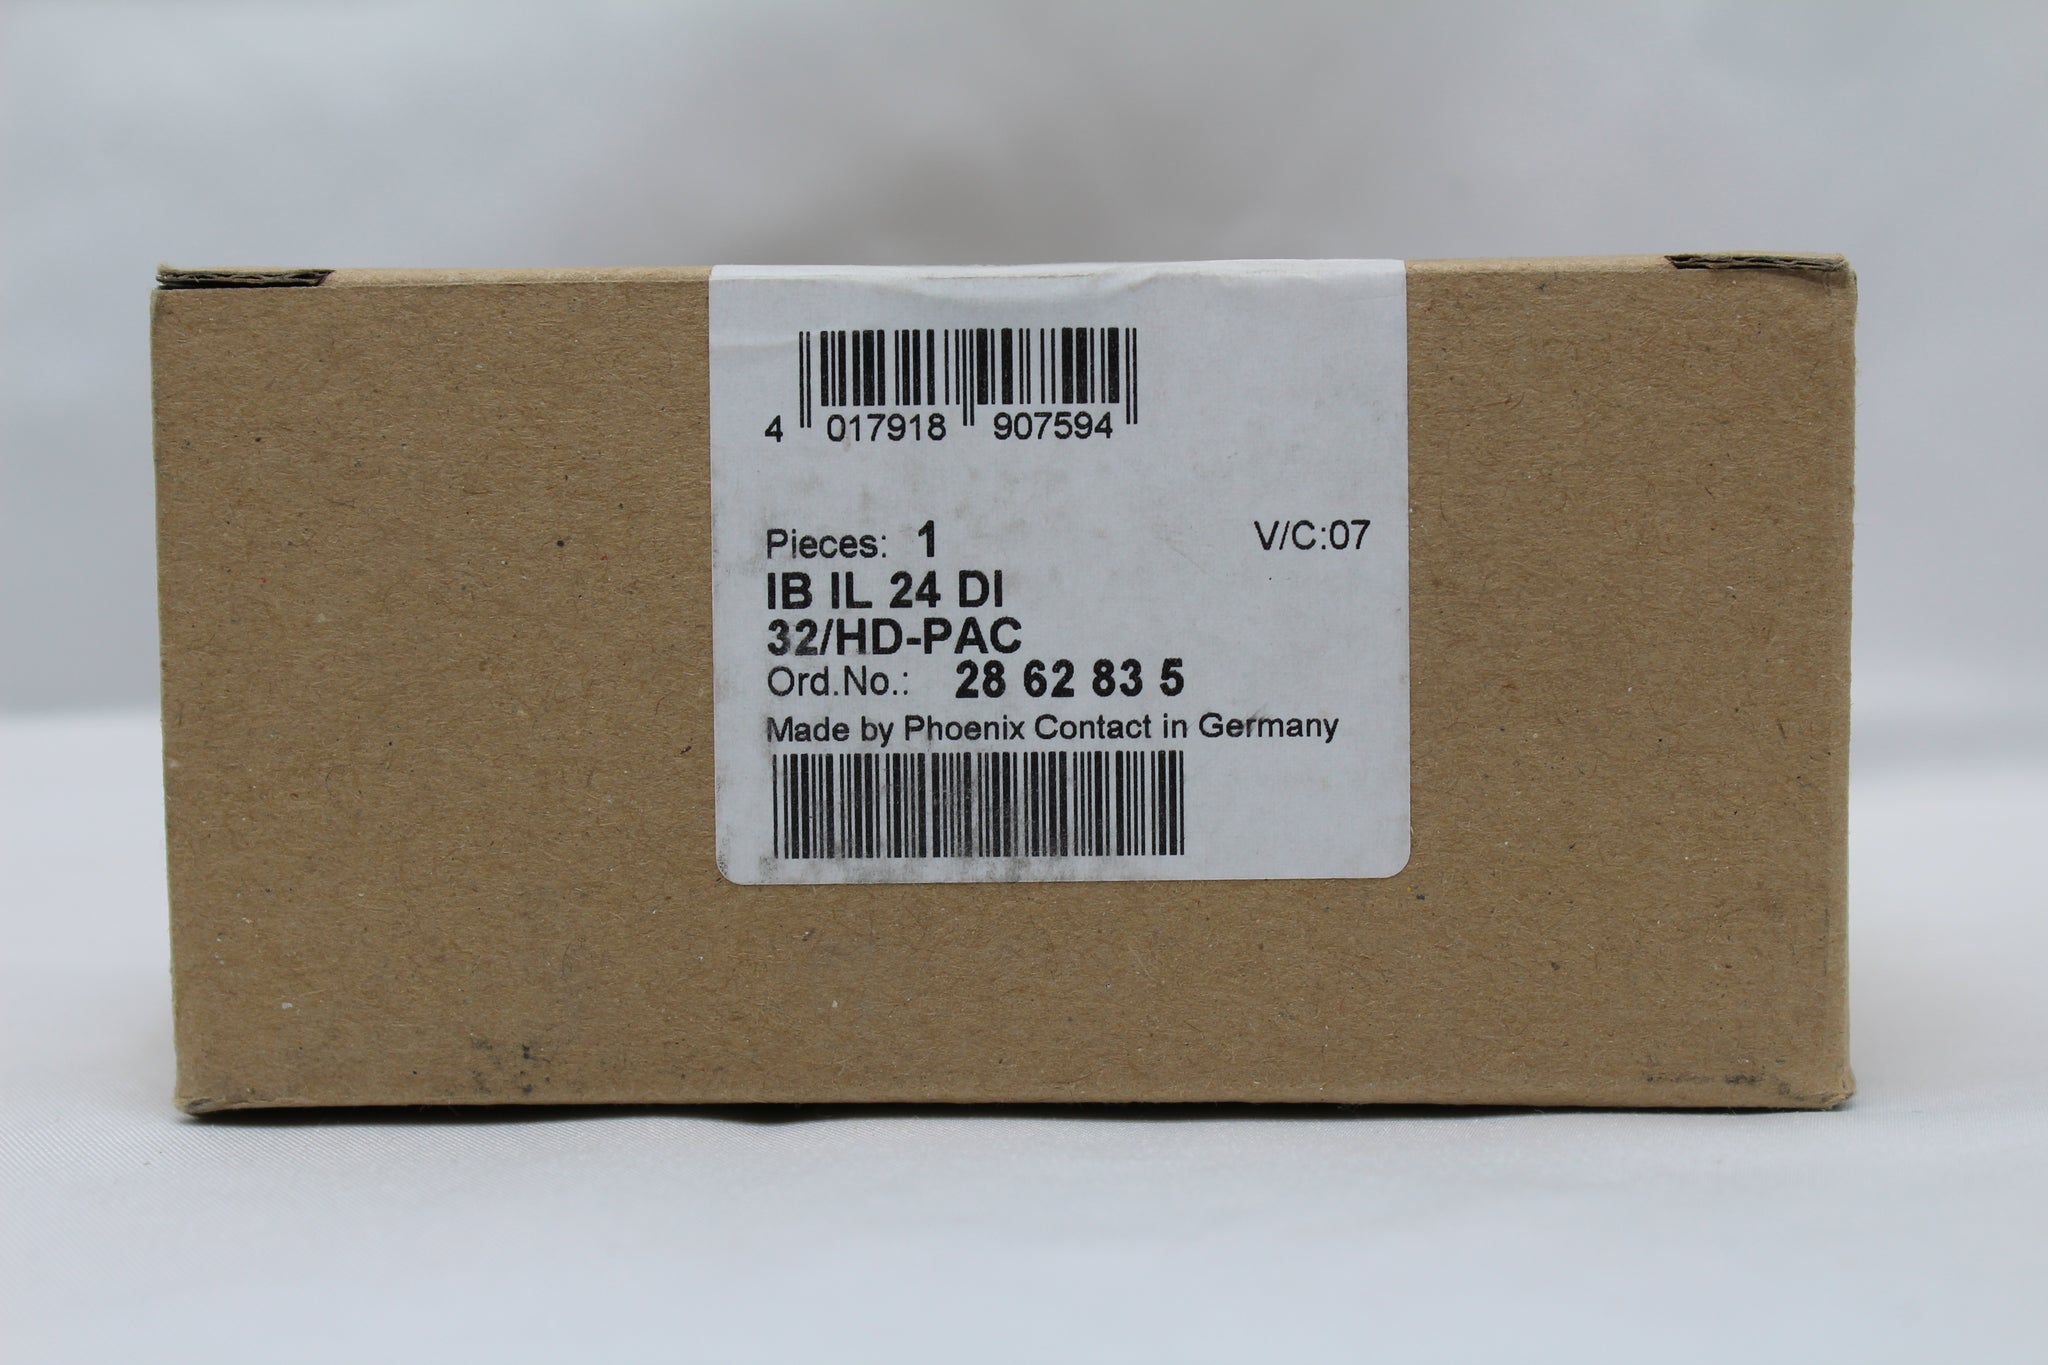 4 017918 907594
Pieces: 1 V/C:07
IB IL 24 DI
32/HD-PAC
Ord.No.: 28 62 83 5
Made by Phoenix Contact in Germany